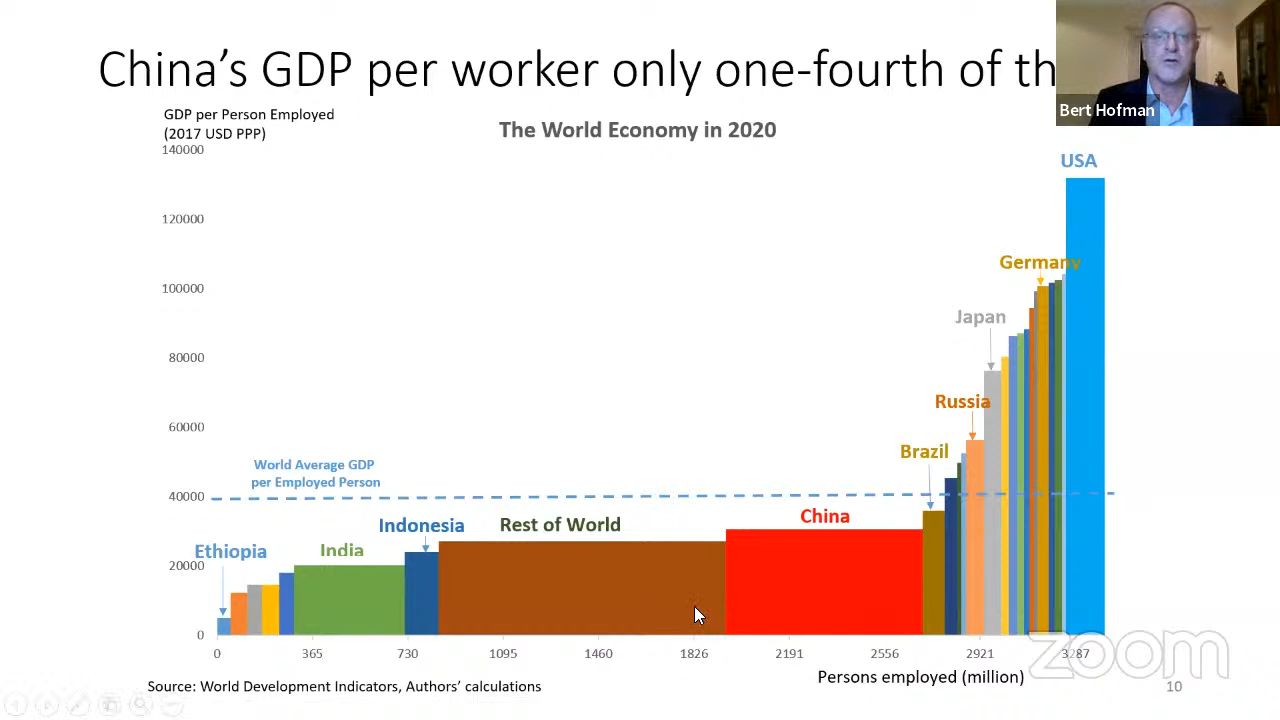 China's GDP per worker only one-fourth of th
Bert Hofman
GDP per Person Employed
(2017 USD PPP)
The World Economy in 2020
140000
120000
100000
80000
60000
40000
20000
0
USA
Germany
Japan
Russia
Brazil
World Average GDP
per Employed Person
China
Rest of World
Indonesia
India
Ethiopia
0 365 730 1095 1460 1826 2191 2556 2921 3287
zoom
Persons employed (million)
Source: World Development Indicators, Authors' calculations
10